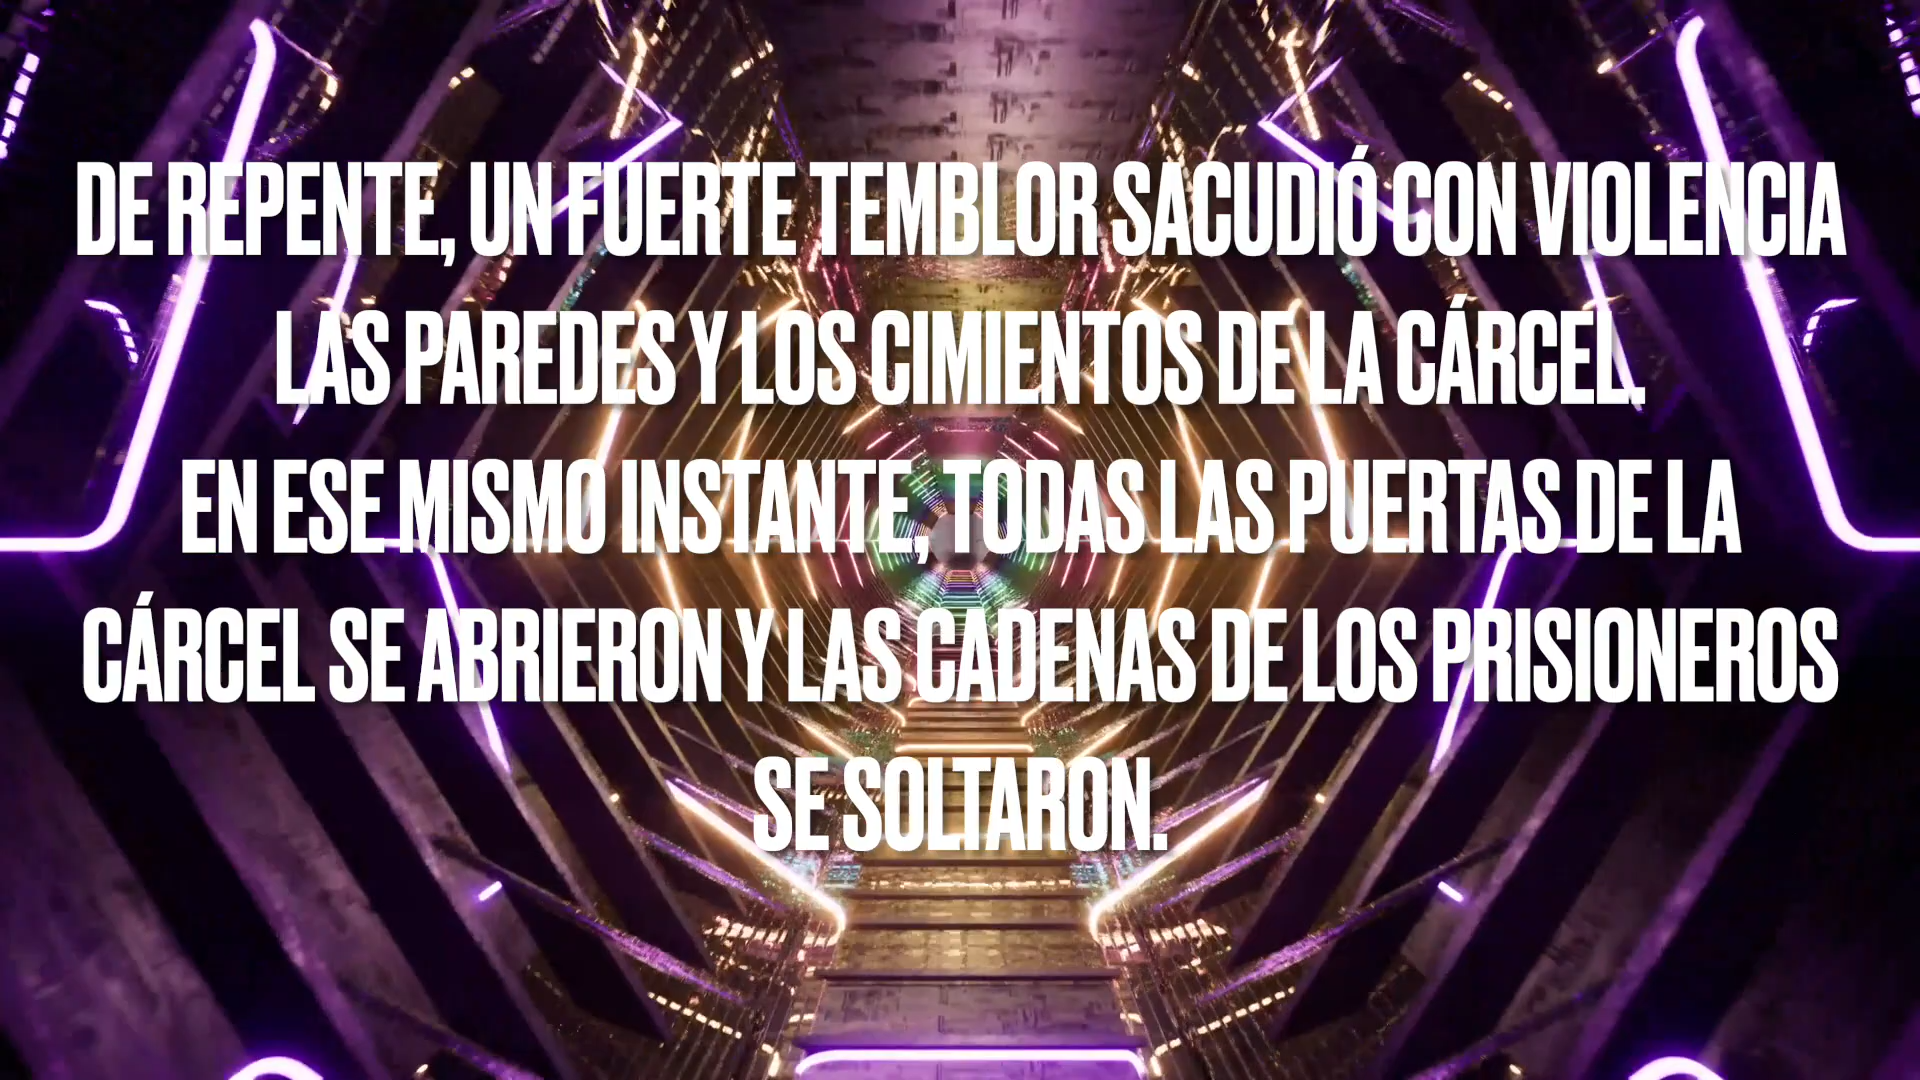 DE REPENTE, UN FUERTE TEMBLOR SACUDIÓ CON VIOLENCIA
LAS PAREDES Y LOS CIMIENTOS DE LA CÁRCEL.
EN ESE MISMO INSTANTE, TODAS LAS PUERTAS DE LA
CÁRCEL SE ABRIERON Y LAS CADENAS DE LOS PRISIONEROS
SE SOLTARON.